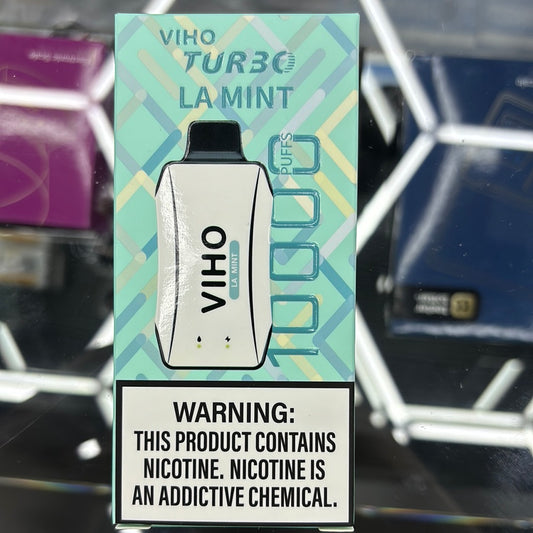 VIHO
TURBO
LA MINT
10000
PUFFS
VIHO
LA MINT
WARNING:
THIS PRODUCT CONTAINS
NICOTINE. NICOTINE IS
AN ADDICTIVE CHEMICAL.